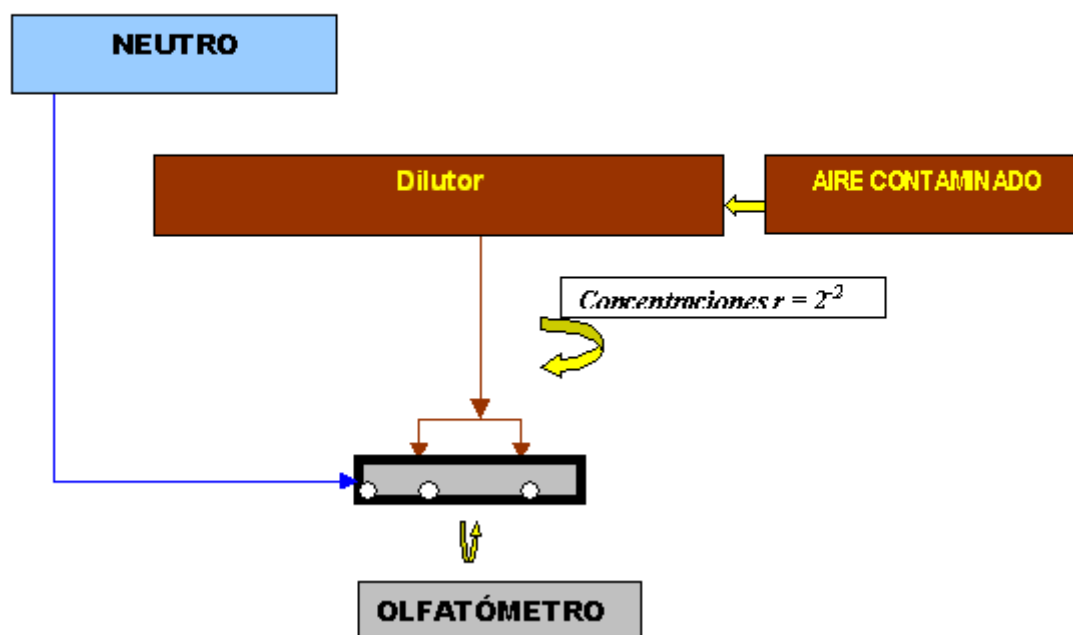 NEUTRO
Dilutor
AIRE CONTAMINADO
Concentraciones r = 2⁻²
OLFATÓMETRO